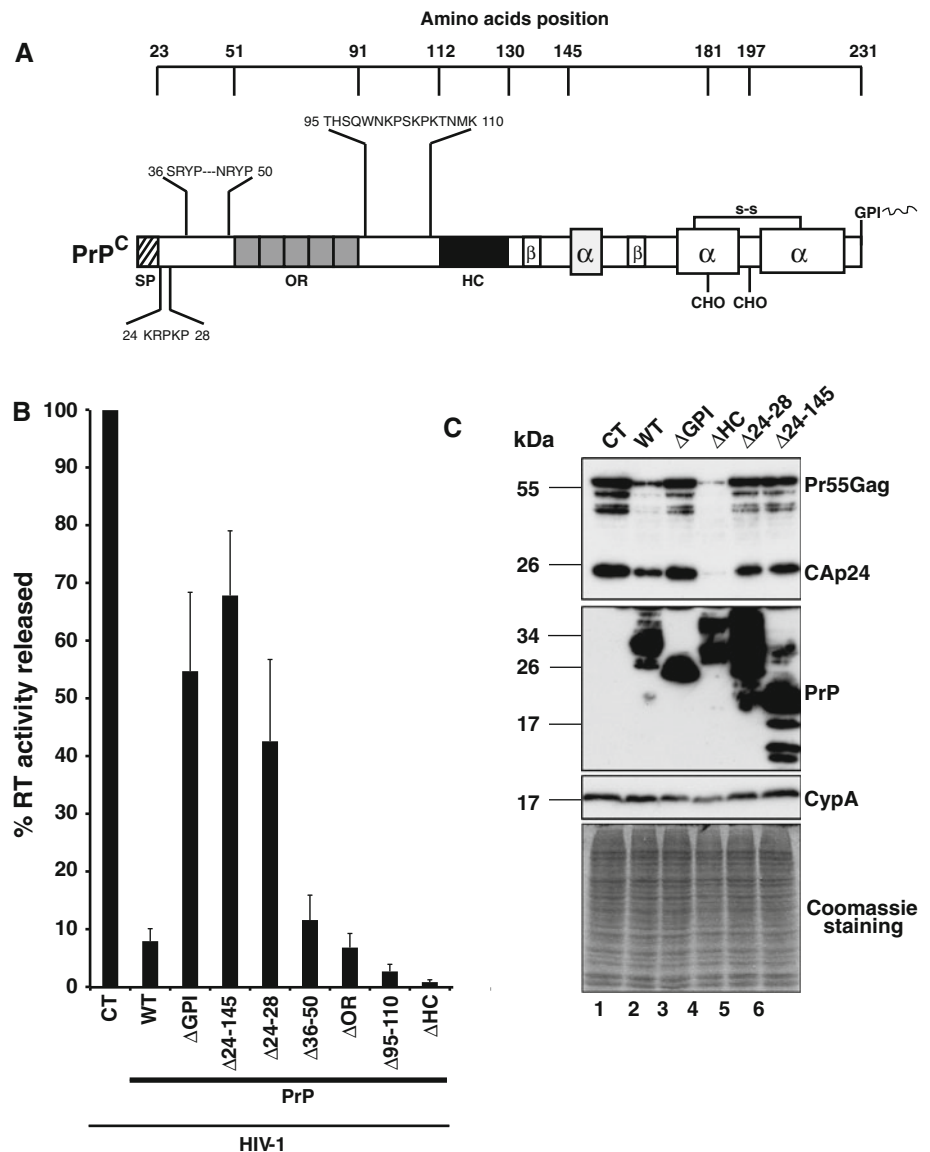 Amino acids position
A
23 51 91 112 130 145 181 197 231
95 THSQWNKPSKPKTNMK 110
36 SRYP---NRYP 50
s-s
GPI
PrPC
β α β α α
SP OR HC
CHO CHO
24 KRPKP 28
B
% RT activity released
100
90
80
70
60
50
40
30
20
10
0
CT WT ΔGPI Δ24-145 Δ24-28 Δ36-50 ΔOR Δ95-110 ΔHC
PrP
HIV-1
C
kDa
CT WT ΔGPI ΔHC Δ24-28 Δ24-145
55 Pr55Gag
26 CAp24
34
26
PrP
17
17 CypA
Coomassie
staining
1 2 3 4 5 6